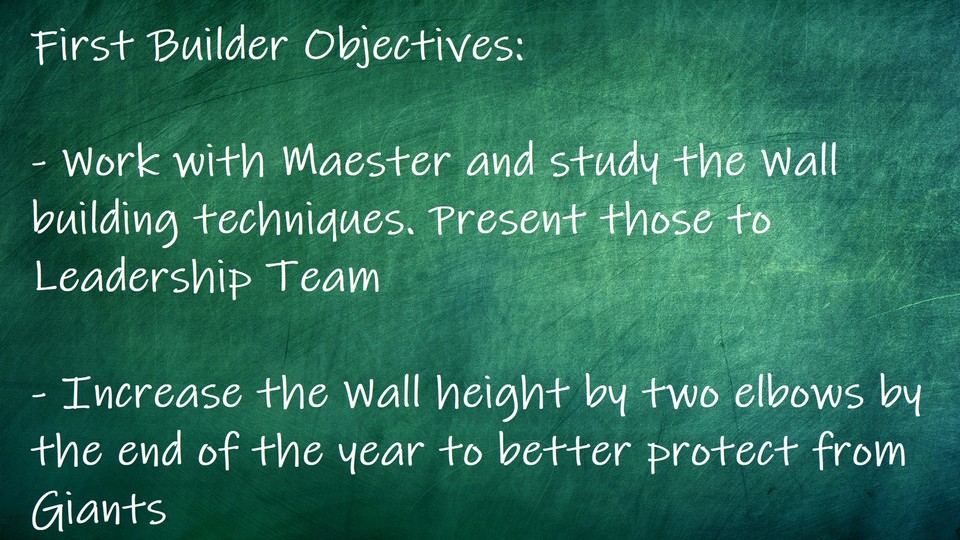 First Builder Objectives:
- Work with Maester and study the Wall
building techniques. Present those to
Leadership Team
- Increase the Wall height by two elbows by
the end of the year to better protect from
Giants